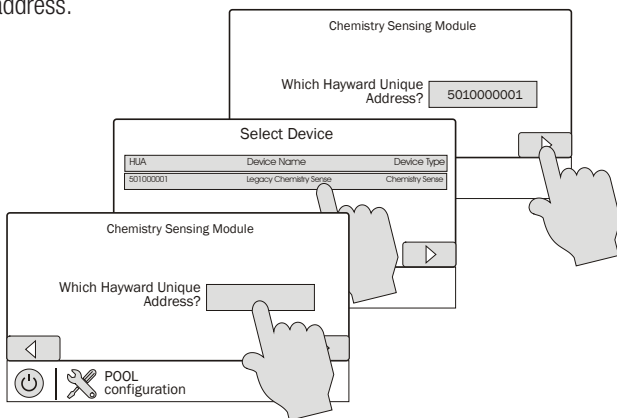 address.
Chemistry Sensing Module
Which Hayward Unique
Address?
5010000001
Select Device
HUA Device Name Device Type
501000001 Legacy Chemistry Sense Chemistry Sense
Chemistry Sensing Module
Which Hayward Unique
Address?
POOL
configuration